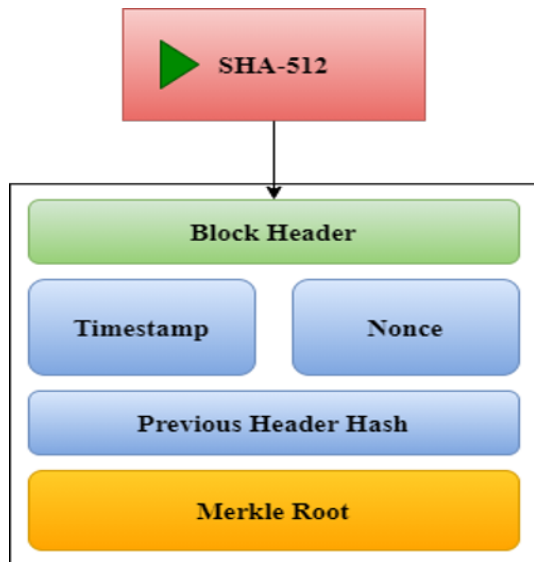 SHA-512
Block Header
Timestamp
Nonce
Previous Header Hash
Merkle Root